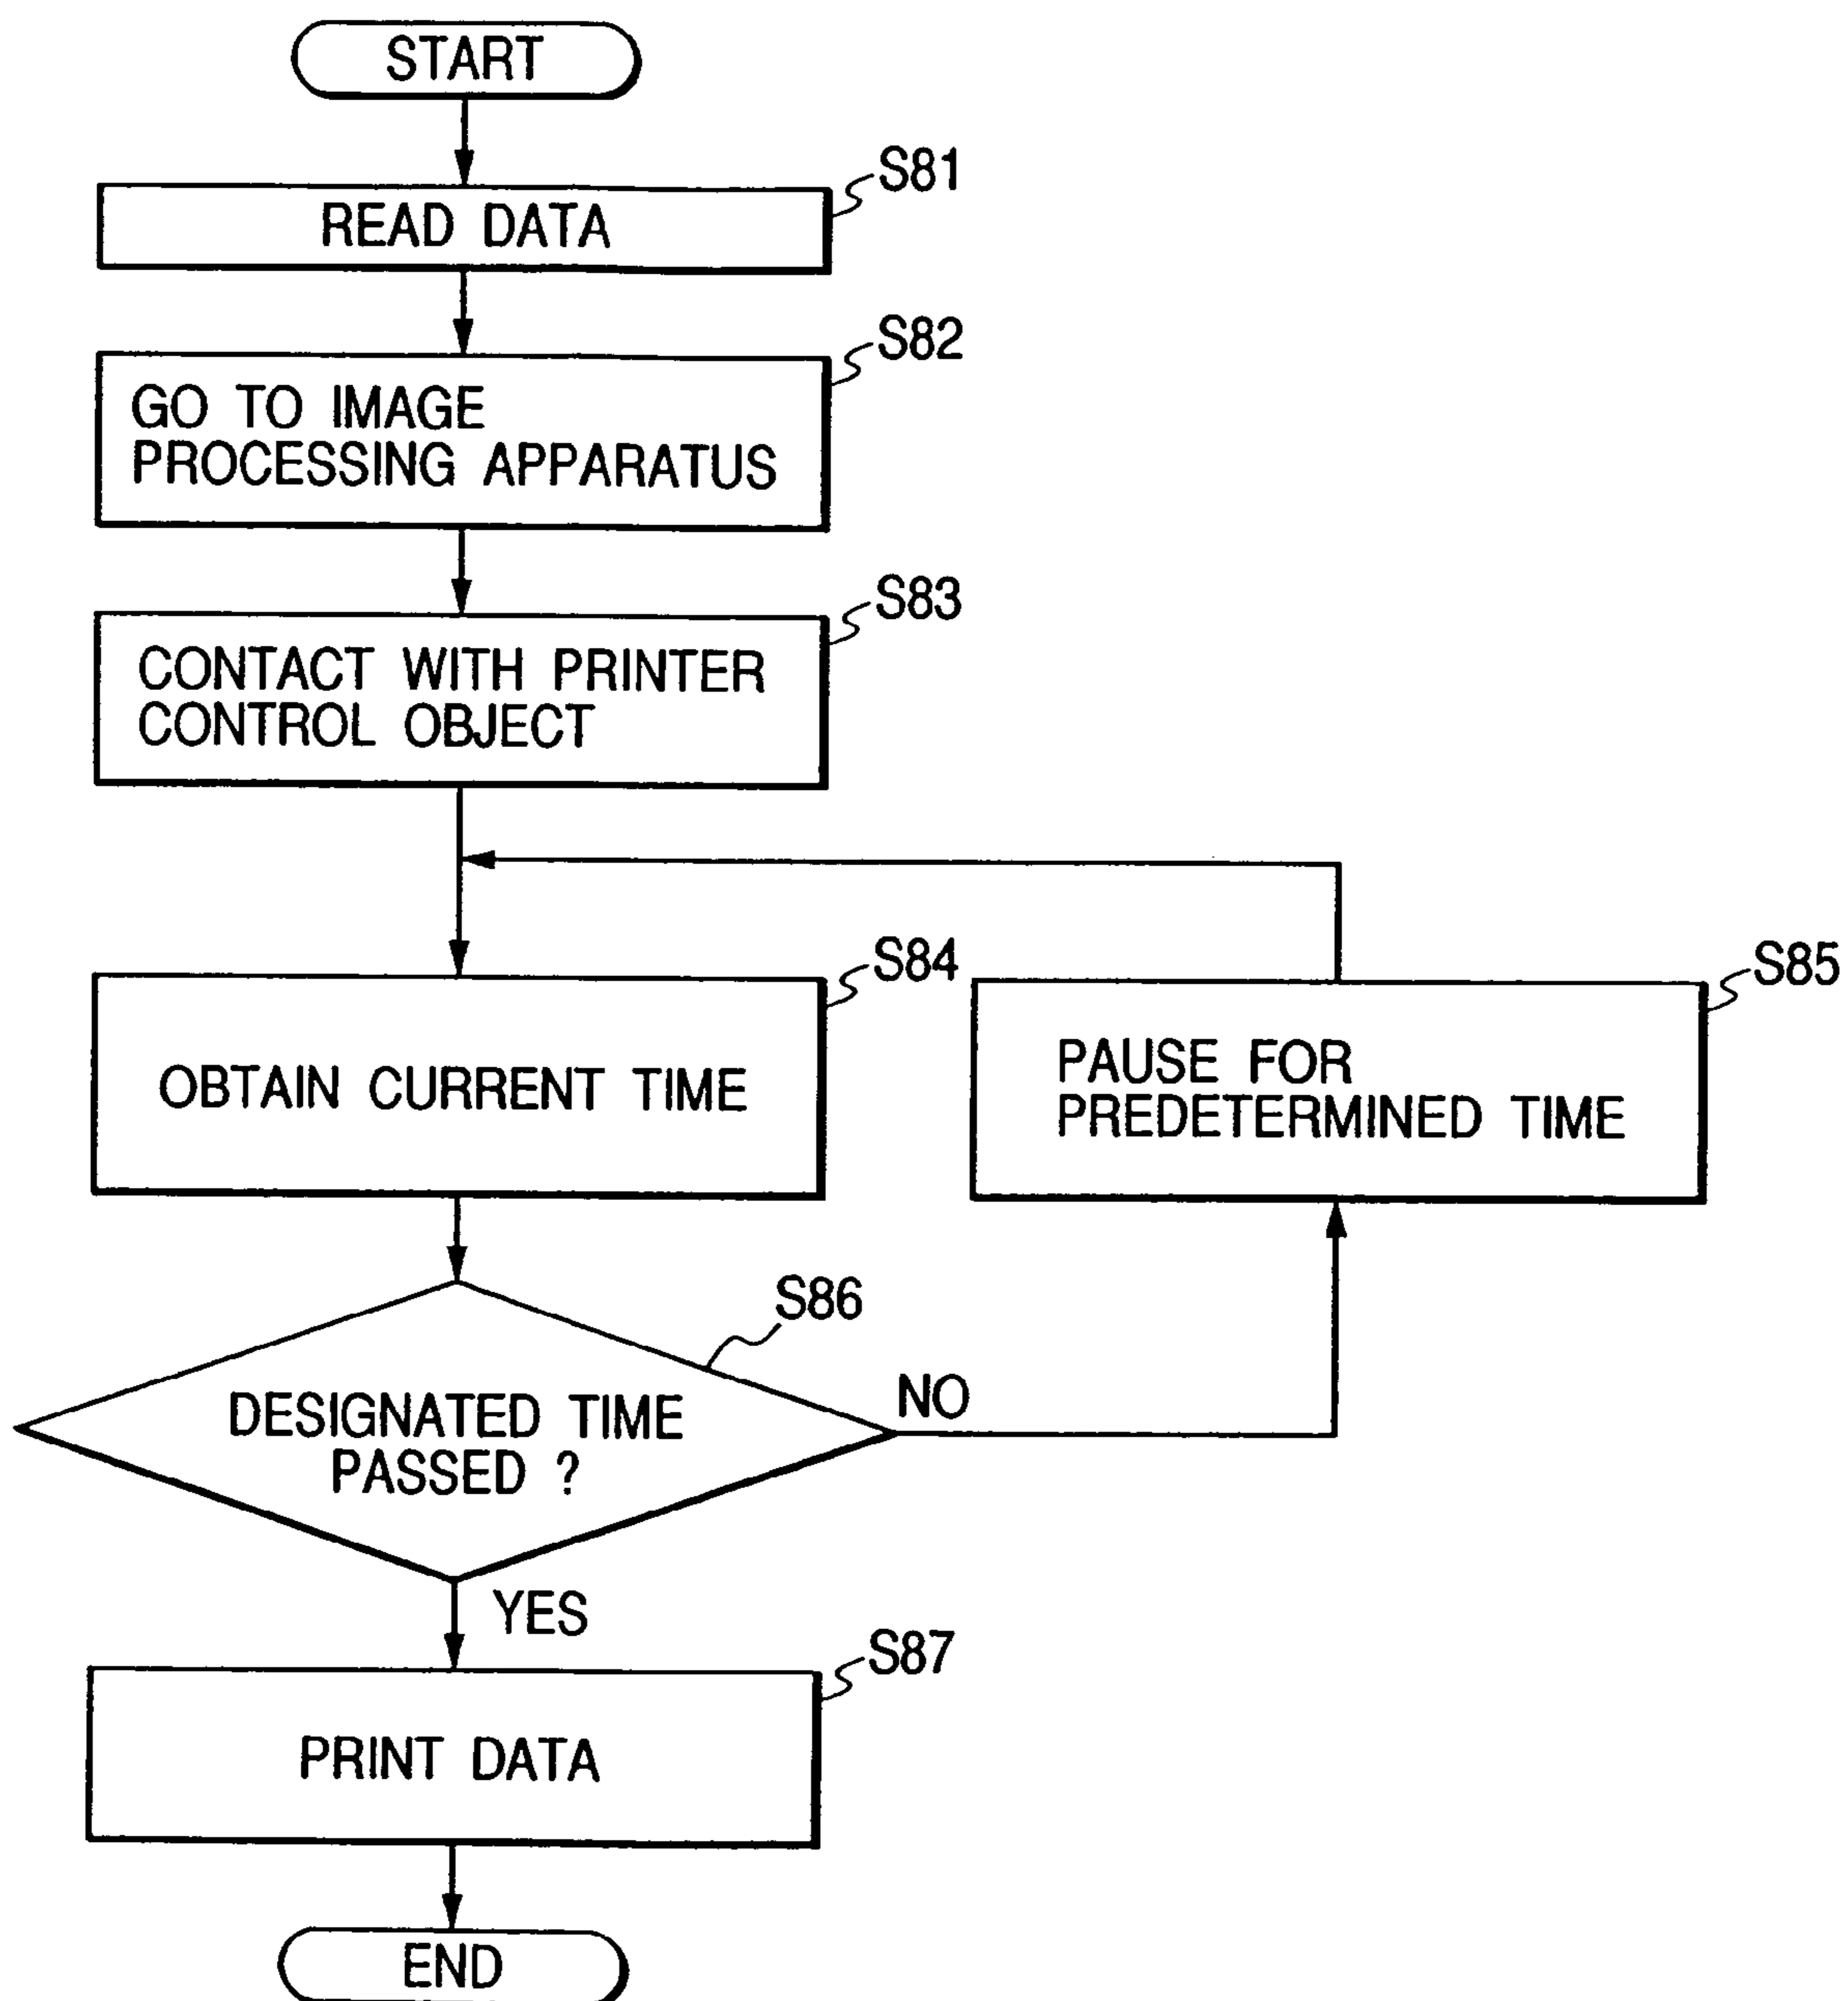 START
S81
READ DATA
S82
GO TO IMAGE
PROCESSING APPARATUS
S83
CONTACT WITH PRINTER
CONTROL OBJECT
S84
OBTAIN CURRENT TIME
S85
PAUSE FOR
PREDETERMINED TIME
S86
DESIGNATED TIME
PASSED ?
NO
YES
S87
PRINT DATA
END